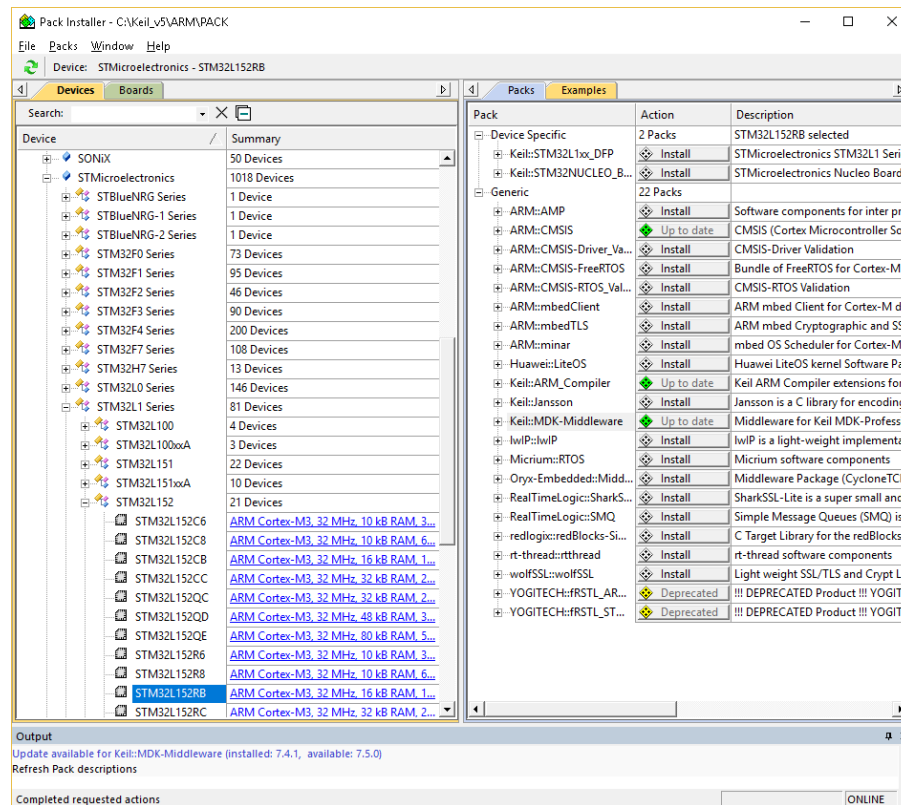 Pack Installer - C:\Keil_v5\ARM\PACK
File Packs Window Help
Device: STMicroelectronics - STM32L152RB
Devices Boards
Search:
Device / Summary
SONiX 50 Devices
STMicroelectronics 1018 Devices
STBlueNRG Series 1 Device
STBlueNRG-1 Series 1 Device
STBlueNRG-2 Series 1 Device
STM32F0 Series 73 Devices
STM32F1 Series 95 Devices
STM32F2 Series 46 Devices
STM32F3 Series 90 Devices
STM32F4 Series 200 Devices
STM32F7 Series 108 Devices
STM32H7 Series 13 Devices
STM32L0 Series 146 Devices
STM32L1 Series 81 Devices
STM32L100 4 Devices
STM32L100xxA 3 Devices
STM32L151 22 Devices
STM32L151xxA 10 Devices
STM32L152 21 Devices
STM32L152C6 ARM Cortex-M3, 32 MHz, 10 kB RAM, 3...
STM32L152C8 ARM Cortex-M3, 32 MHz, 10 kB RAM, 6...
STM32L152CB ARM Cortex-M3, 32 MHz, 16 kB RAM, 1...
STM32L152CC ARM Cortex-M3, 32 MHz, 32 kB RAM, 2...
STM32L152QC ARM Cortex-M3, 32 MHz, 32 kB RAM, 2...
STM32L152QD ARM Cortex-M3, 32 MHz, 48 kB RAM, 3...
STM32L152QE ARM Cortex-M3, 32 MHz, 80 kB RAM, 5...
STM32L152R6 ARM Cortex-M3, 32 MHz, 10 kB RAM, 3...
STM32L152R8 ARM Cortex-M3, 32 MHz, 10 kB RAM, 6...
STM32L152RB ARM Cortex-M3, 32 MHz, 16 kB RAM, 1...
STM32L152RC ARM Cortex-M3, 32 MHz, 32 kB RAM, 2...
Packs Examples
Pack Action Description
Device Specific 2 Packs STM32L152RB selected
Keil::STM32L1xx_DFP Install STMicroelectronics STM32L1 Seri
Keil::STM32NUCLEO_B... Install STMicroelectronics Nucleo Board
Generic 22 Packs
ARM::AMP Install Software components for inter pr
ARM::CMSIS Up to date CMSIS (Cortex Microcontroller So
ARM::CMSIS-Driver_Va... Install CMSIS-Driver Validation
ARM::CMSIS-FreeRTOS Install Bundle of FreeRTOS for Cortex-M
ARM::CMSIS-RTOS_Val... Install CMSIS-RTOS Validation
ARM::mbedClient Install ARM mbed Client for Cortex-M d
ARM::mbedTLS Install ARM mbed Cryptographic and SS
ARM::minar Install mbed OS Scheduler for Cortex-M
Huawei::LiteOS Install Huawei LiteOS kernel Software Pa
Keil::ARM_Compiler Up to date Keil ARM Compiler extensions for
Keil::Jansson Install Jansson is a C library for encoding
Keil::MDK-Middleware Up to date Middleware for Keil MDK-Profess
lwIP::lwIP Install lwIP is a light-weight implementa
Micrium::RTOS Install Micrium software components
Oryx-Embedded::Midd... Install Middleware Package (CycloneTC
RealTimeLogic::SharkS... Install SharkSSL-Lite is a super small and
RealTimeLogic::SMQ Install Simple Message Queues (SMQ) is
redlogix::redBlocks-Si... Install C Target Library for the redBlocks
rt-thread::rtthread Install rt-thread software components
wolfSSL::wolfSSL Install Light weight SSL/TLS and Crypt L
YOGITECH::fRSTL_AR... Deprecated !!! DEPRECATED Product !!! YOGIT
YOGITECH::fRSTL_ST... Deprecated !!! DEPRECATED Product !!! YOGIT
Output
Update available for Keil::MDK-Middleware (installed: 7.4.1, available: 7.5.0)
Refresh Pack descriptions
Completed requested actions ONLINE